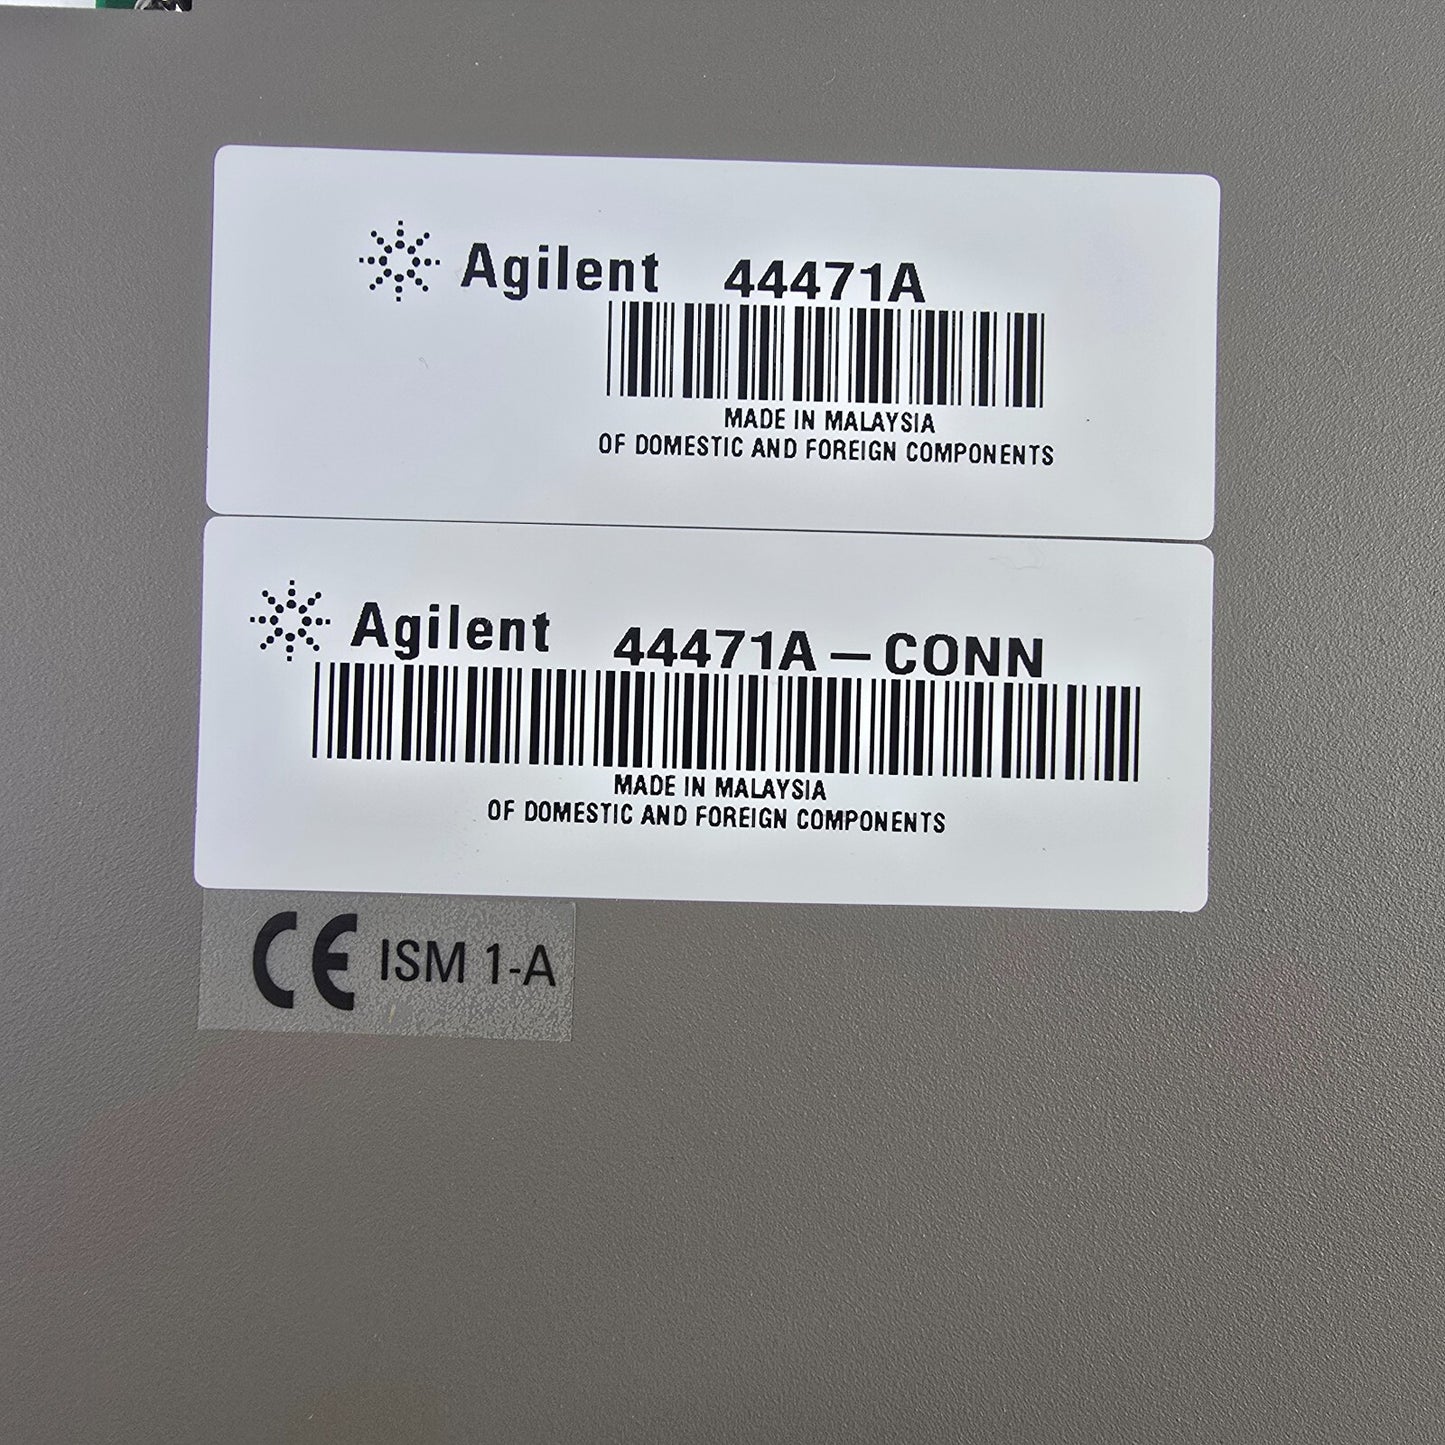 Agilent 44471A
MADE IN MALAYSIA
OF DOMESTIC AND FOREIGN COMPONENTS
Agilent 44471A-CONN
MADE IN MALAYSIA
OF DOMESTIC AND FOREIGN COMPONENTS
CE ISM 1-A